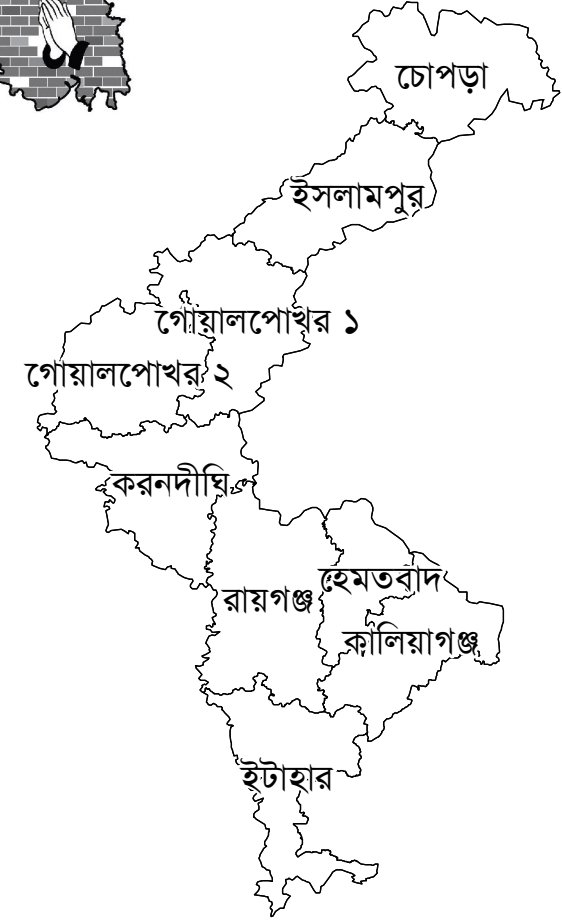 চোপড়া
ইসলামপুর
গোয়ালপোখর ১
গোয়ালপোখর ২
করনদীঘি
হেমতবাদ
রায়গঞ্জ
কালিয়াগঞ্জ
ইটাহার